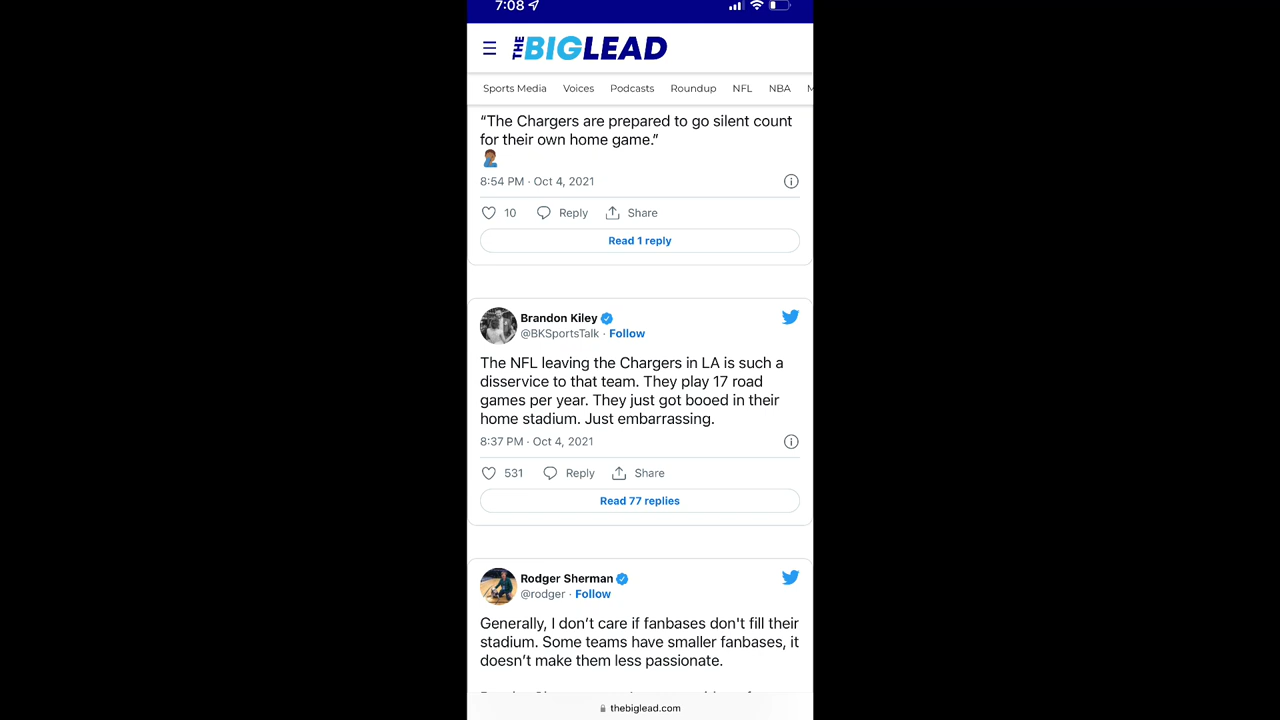 7:08
THE BIGLEAD
Sports Media Voices Podcasts Roundup NFL NBA M
“The Chargers are prepared to go silent count
for their own home game.”
8:54 PM · Oct 4, 2021
10 Reply Share
Read 1 reply
Brandon Kiley
@BKSportsTalk · Follow
The NFL leaving the Chargers in LA is such a
disservice to that team. They play 17 road
games per year. They just got booed in their
home stadium. Just embarrassing.
8:37 PM · Oct 4, 2021
531 Reply Share
Read 77 replies
Rodger Sherman
@rodger · Follow
Generally, I don’t care if fanbases don't fill their
stadium. Some teams have smaller fanbases, it
doesn’t make them less passionate.
thebiglead.com